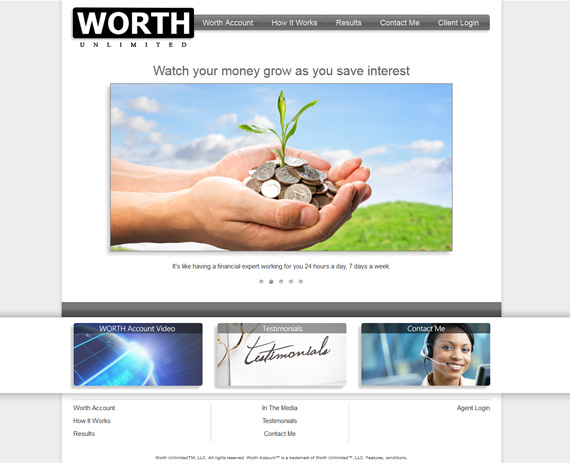 WORTH
UNLIMITED
Worth Account How It Works Results Contact Me Client Login
Watch your money grow as you save interest
It's like having a financial expert working for you 24 hours a day, 7 days a week.
WORTH Account Video Testimonials Contact Me
News
testimonials
Worth Account In The Media Agent Login
How It Works Testimonials
Results Contact Me
Worth UnlimitedTM, LLC. All rights reserved. Worth Account™ is a trademark of Worth Unlimited™, LLC. Features, conditions,